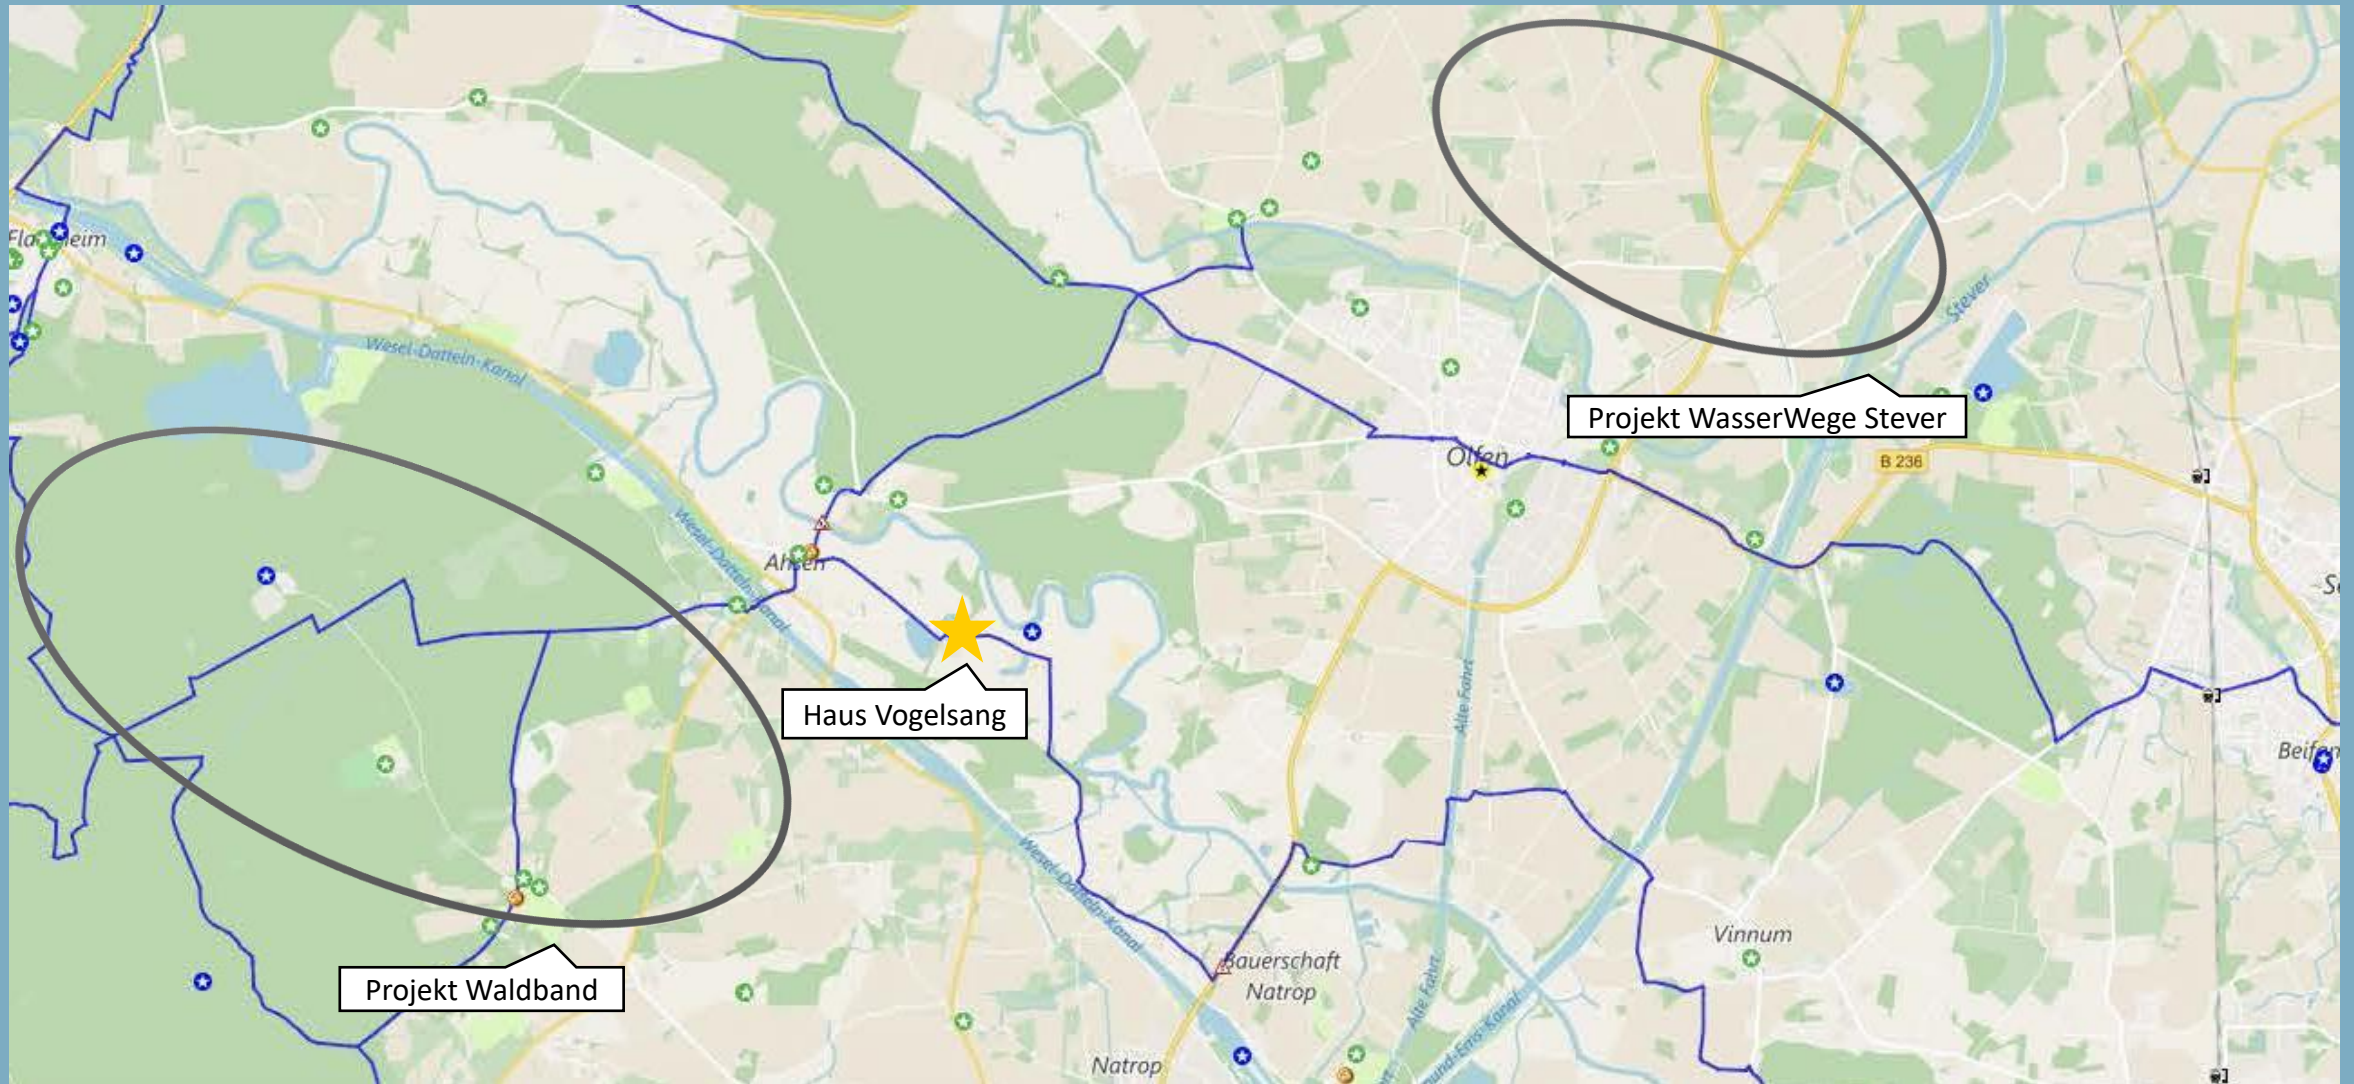 Stever
Wesel-Datteln-Kanal
Projekt WasserWege Stever
Olfen
B 236
Wesel-Datteln-Kanal
Ahsen
Haus Vogelsang
Alte Fahrt
Wesel-Datteln-Kanal
Vinnum
Bauerschaft
Natrop
Projekt Waldband
Alte Fahrt
Natrop